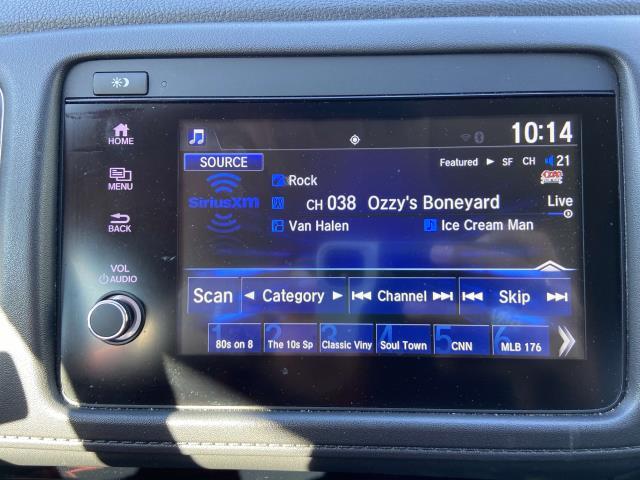 10:14
HOME
SOURCE
Featured ▶ SF CH 21
MENU
SiriusXM
Rock
CH 038 Ozzy's Boneyard
Live
BACK
Van Halen
Ice Cream Man
VOL
AUDIO
Scan
◀ Category ▶
Channel
Skip
1 80s on 8
2 The 10s Sp
3 Classic Viny
4 Soul Town
5 CNN
6 MLB 176